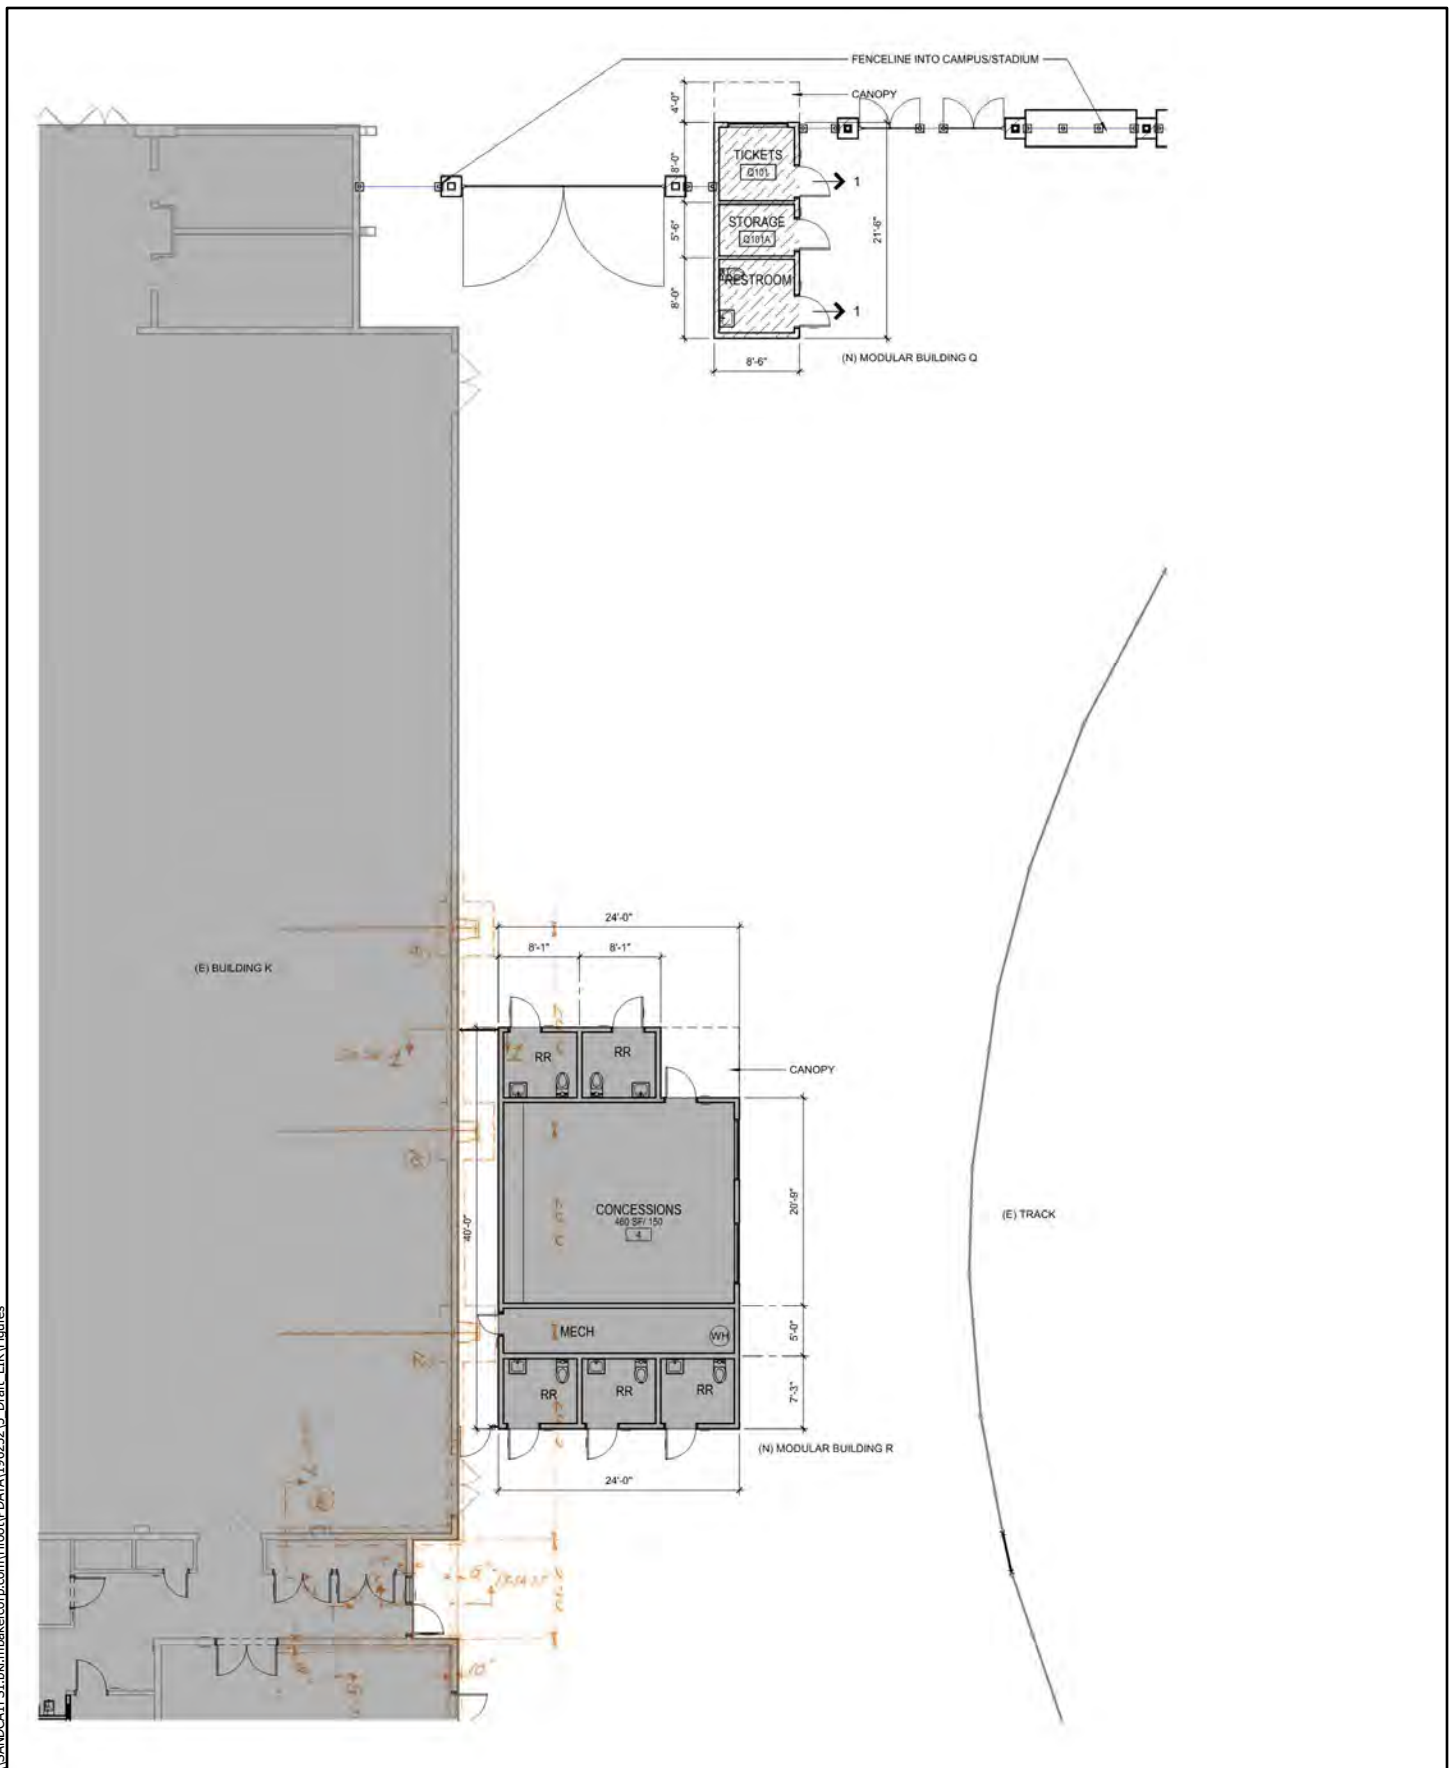 FENCELINE INTO CAMPUS/STADIUM
CANOPY
4'-0"
TICKETS
Q101
8'-0"
1
STORAGE
Q101A
5'-6"
21'-6"
RESTROOM
8'-0"
1
8'-6"
(N) MODULAR BUILDING Q
24'-0"
8'-1"
8'-1"
(E) BUILDING K
RR
RR
CANOPY
40'-0"
CONCESSIONS
460 SF/ 150
4
20'-9"
(E) TRACK
MECH
WH
5'-0"
RR
RR
RR
7'-3"
(N) MODULAR BUILDING R
24'-0"
10"